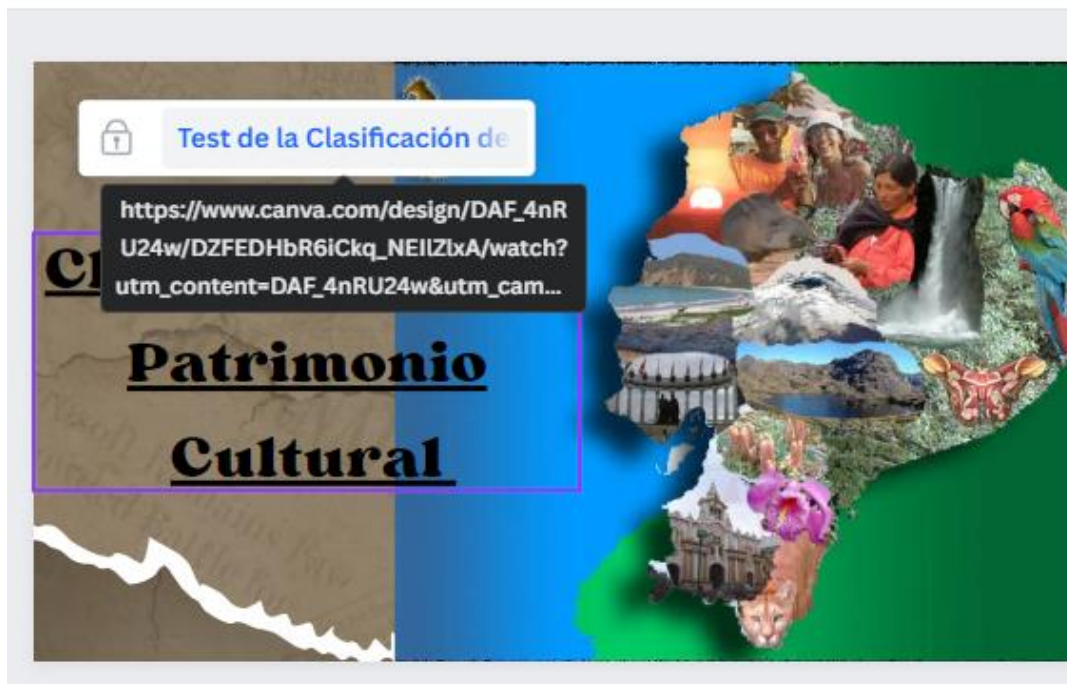 Test de la Clasificación de
https://www.canva.com/design/DAF_4nR
U24w/DZFEDHbR6iCkq_NEIlZlxA/watch?
utm_content=DAF_4nRU24w&utm_cam...
Patrimonio
Cultural